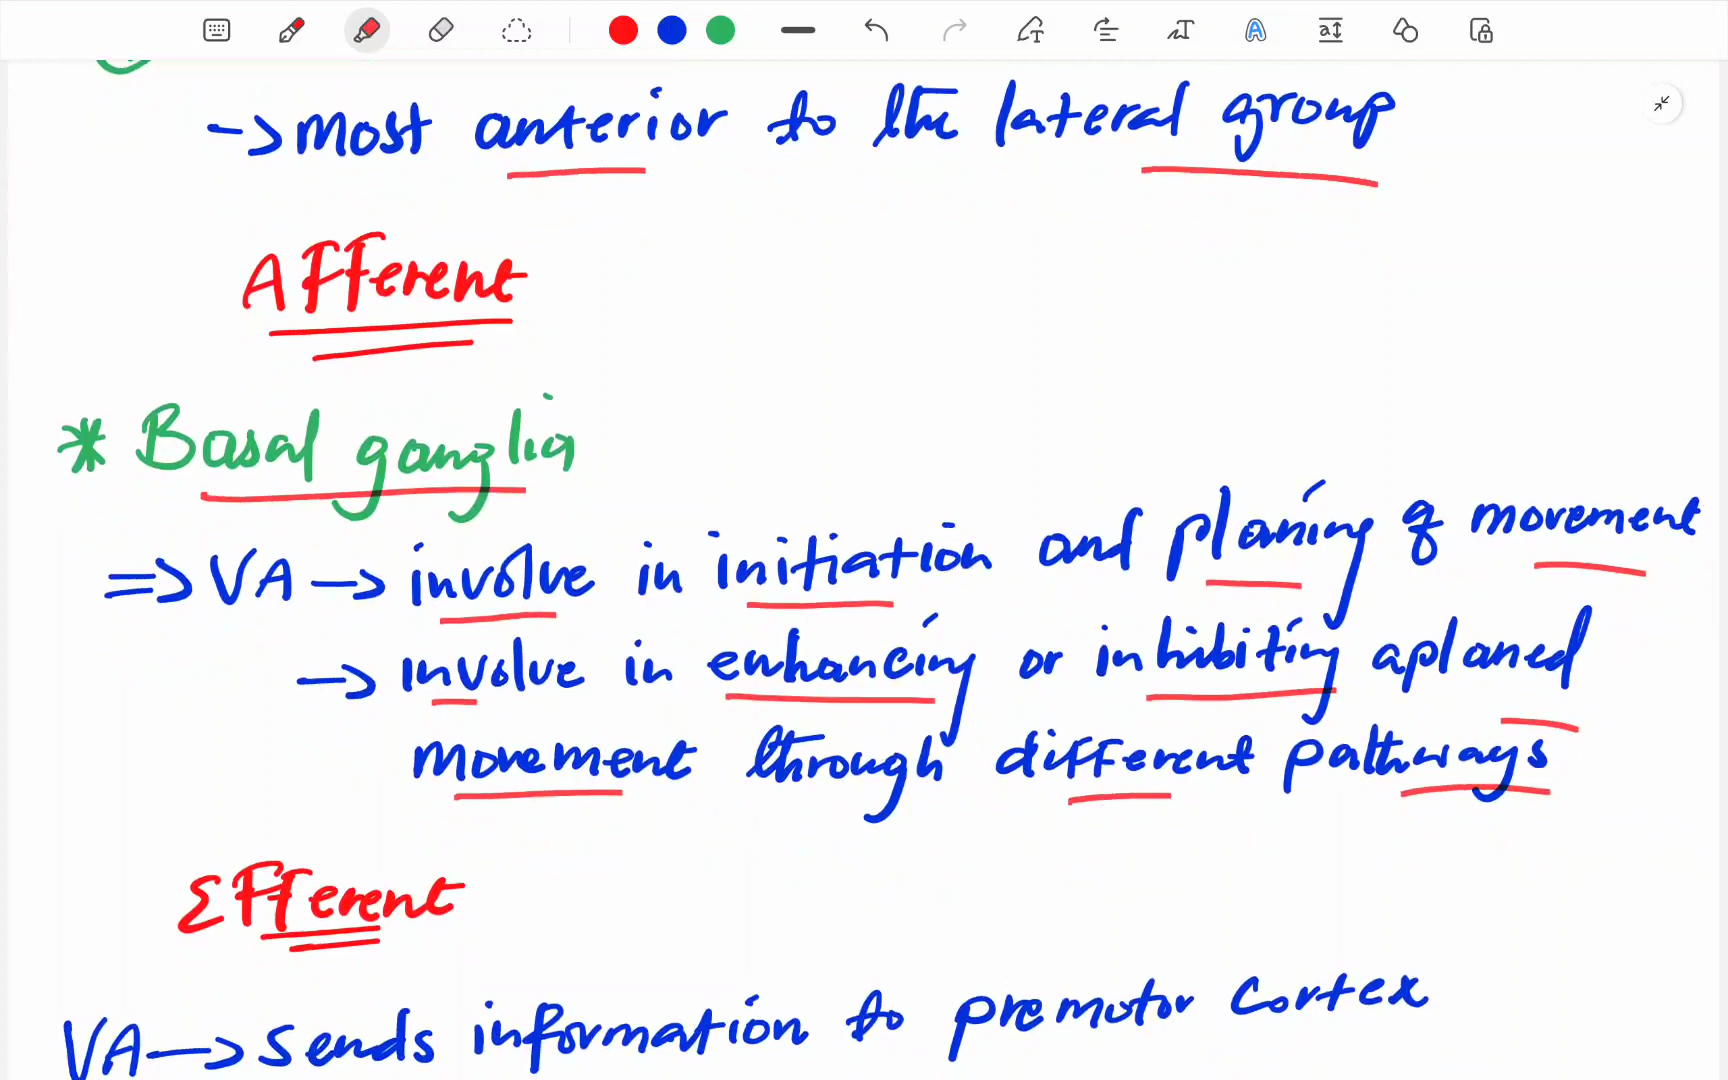 -> most anterior to the lateral group
Afferent
* Basal ganglia
=> VA -> involve in initiation and planing of movement
-> involve in enhancing or inhibiting aplaned
movement through different pathways
Efferent
VA -> sends information to premotor cortex